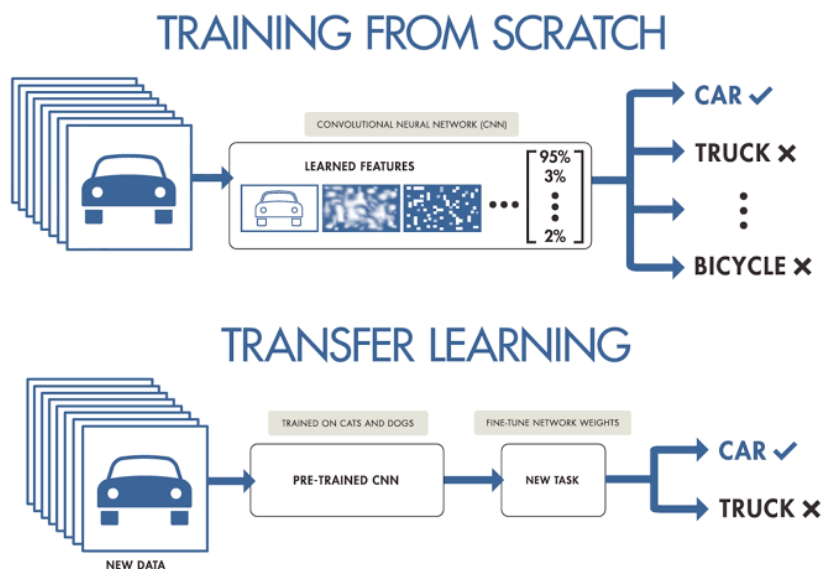 TRAINING FROM SCRATCH
CONVOLUTIONAL NEURAL NETWORK (CNN)
LEARNED FEATURES
95%
3%
2%
CAR ✓
TRUCK ✕
BICYCLE ✕
TRANSFER LEARNING
TRAINED ON CATS AND DOGS
FINE-TUNE NETWORK WEIGHTS
PRE-TRAINED CNN
NEW TASK
CAR ✓
TRUCK ✕
NEW DATA